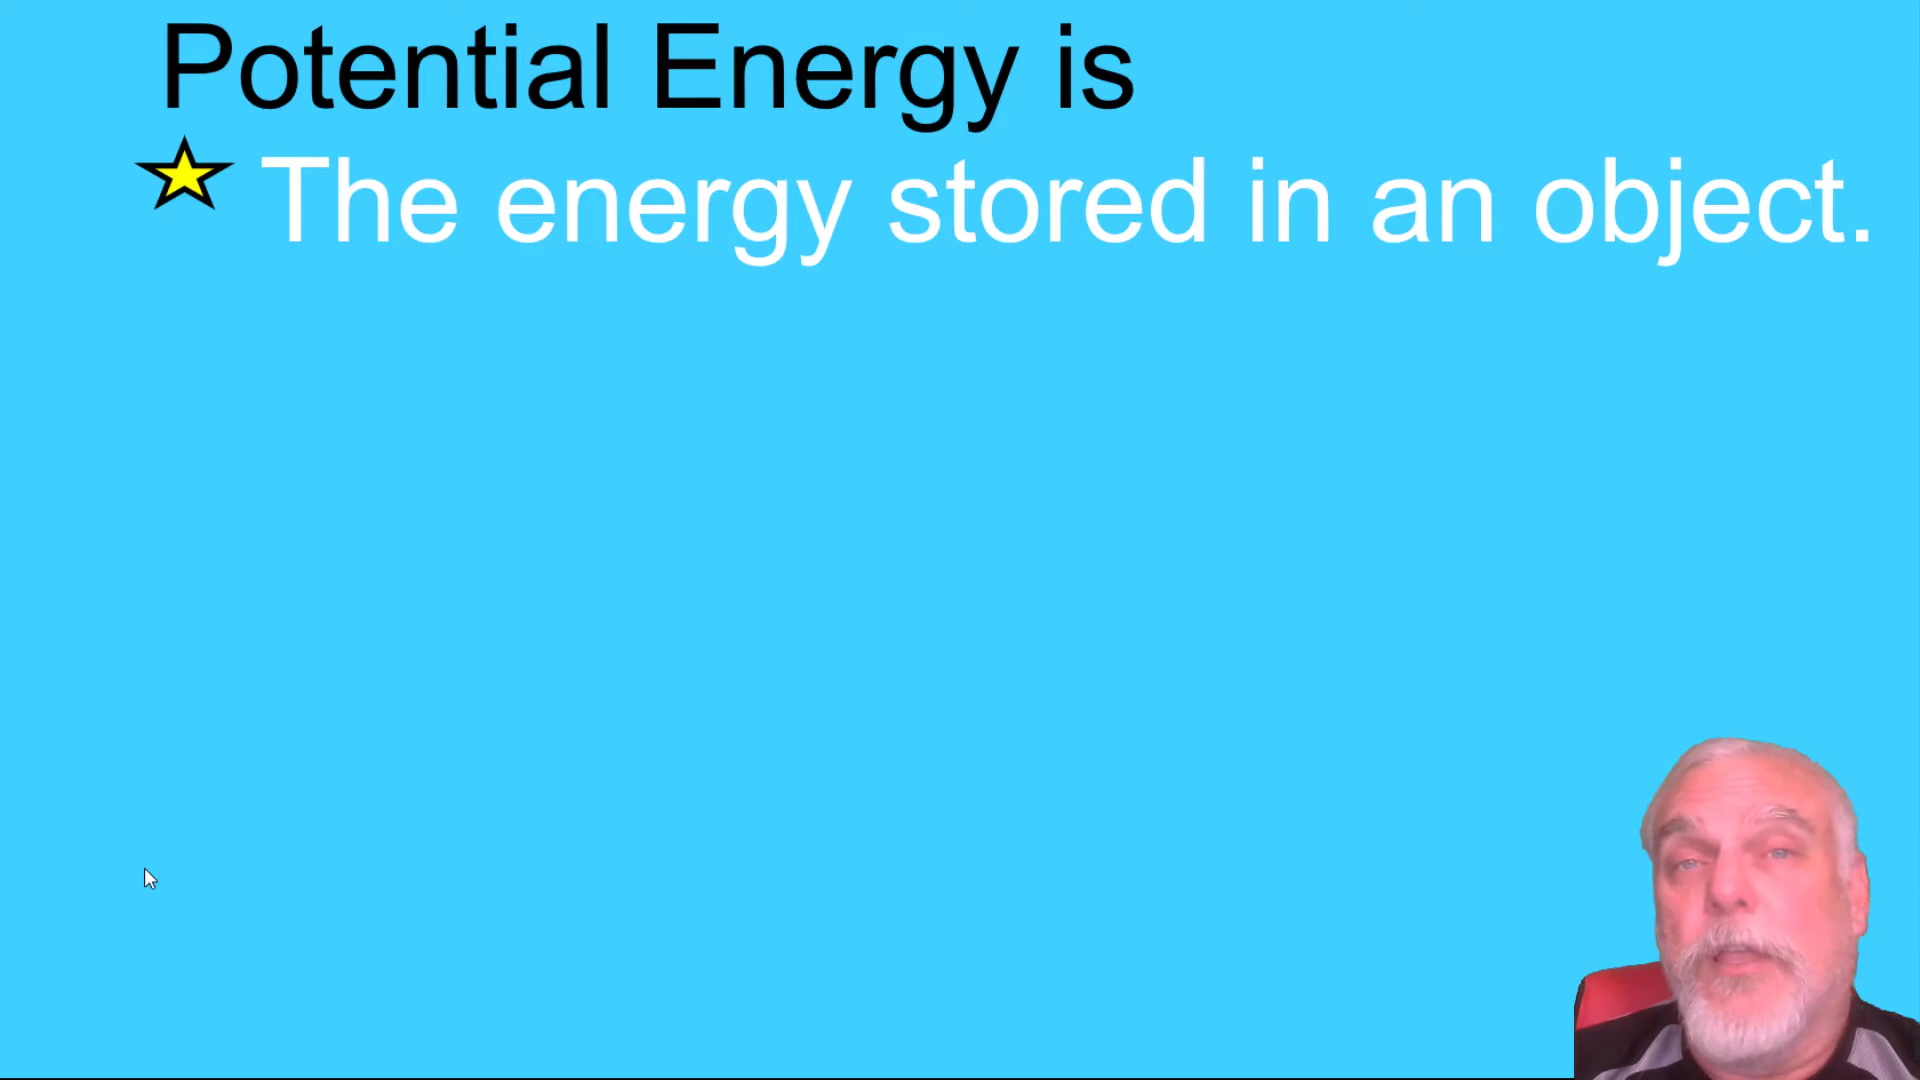 Potential Energy is
The energy stored in an object.